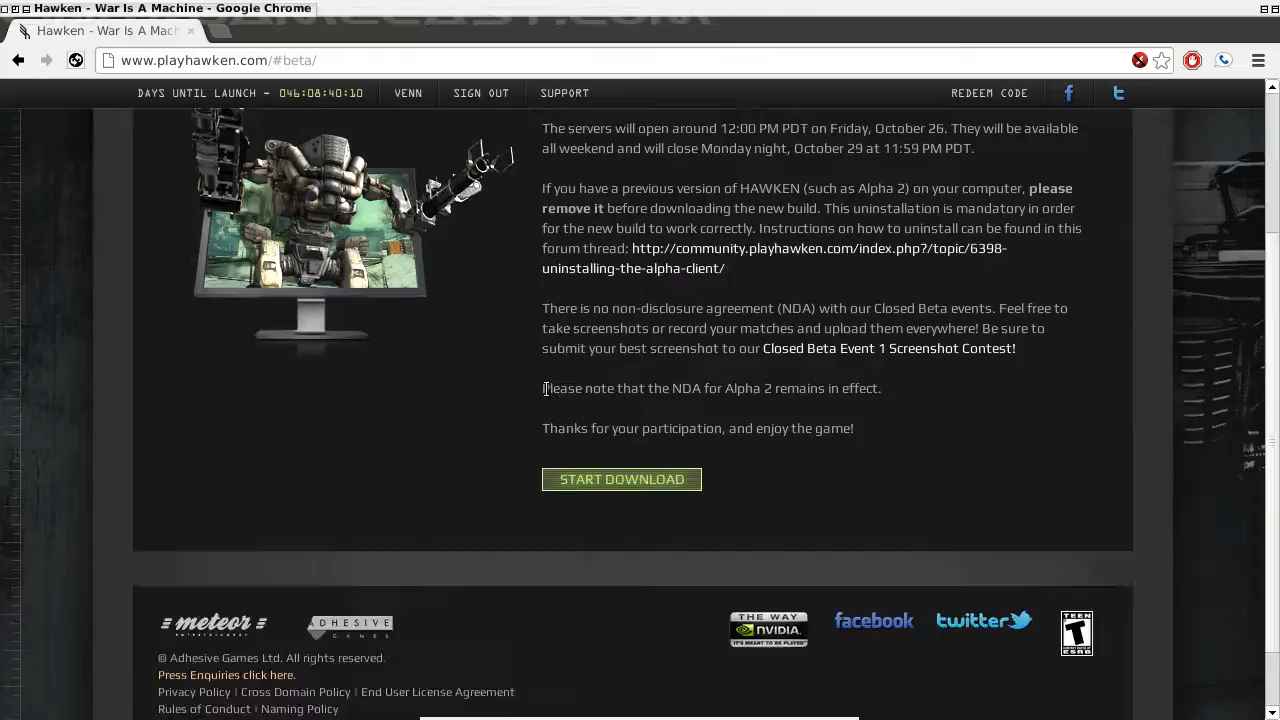 Hawken - War Is A Machine - Google Chrome
Hawken - War Is A Mach
www.playhawken.com/#beta/
DAYS UNTIL LAUNCH - 046:08:40:10 VENN SIGN OUT SUPPORT REDEEM CODE
The servers will open around 12:00 PM PDT on Friday, October 26. They will be available
all weekend and will close Monday night, October 29 at 11:59 PM PDT.
If you have a previous version of HAWKEN (such as Alpha 2) on your computer, please
remove it before downloading the new build. This uninstallation is mandatory in order
for the new build to work correctly. Instructions on how to uninstall can be found in this
forum thread: http://community.playhawken.com/index.php?/topic/6398-
uninstalling-the-alpha-client/
There is no non-disclosure agreement (NDA) with our Closed Beta events. Feel free to
take screenshots or record your matches and upload them everywhere! Be sure to
submit your best screenshot to our Closed Beta Event 1 Screenshot Contest!
Please note that the NDA for Alpha 2 remains in effect.
Thanks for your participation, and enjoy the game!
START DOWNLOAD
meteor
ENTERTAINMENT
ADHESIVE
GAMES
THE WAY
NVIDIA
IT'S MEANT TO BE PLAYED
facebook
twitter
TEEN
T
ESRB
© Adhesive Games Ltd. All rights reserved.
Press Enquiries click here.
Privacy Policy | Cross Domain Policy | End User License Agreement
Rules of Conduct | Naming Policy